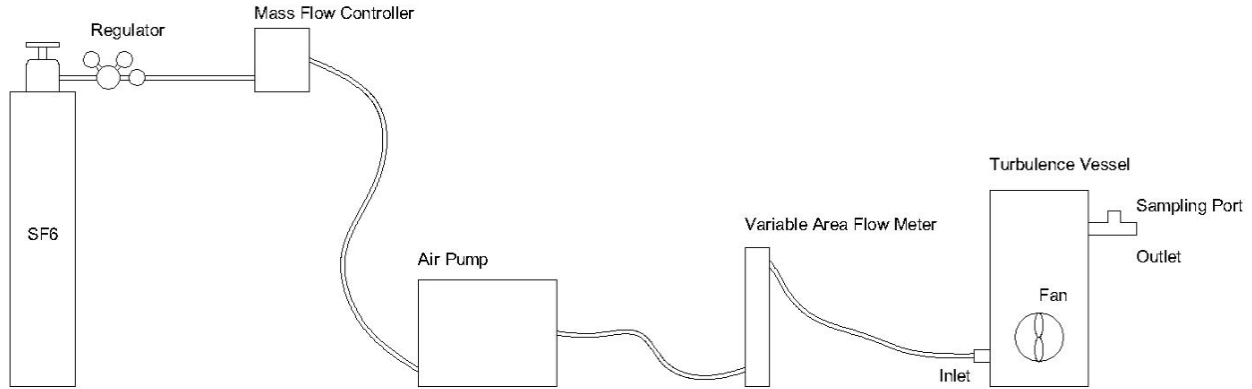 Mass Flow Controller
Regulator
Turbulence Vessel
Sampling Port
SF6
Variable Area Flow Meter
Outlet
Air Pump
Fan
Inlet